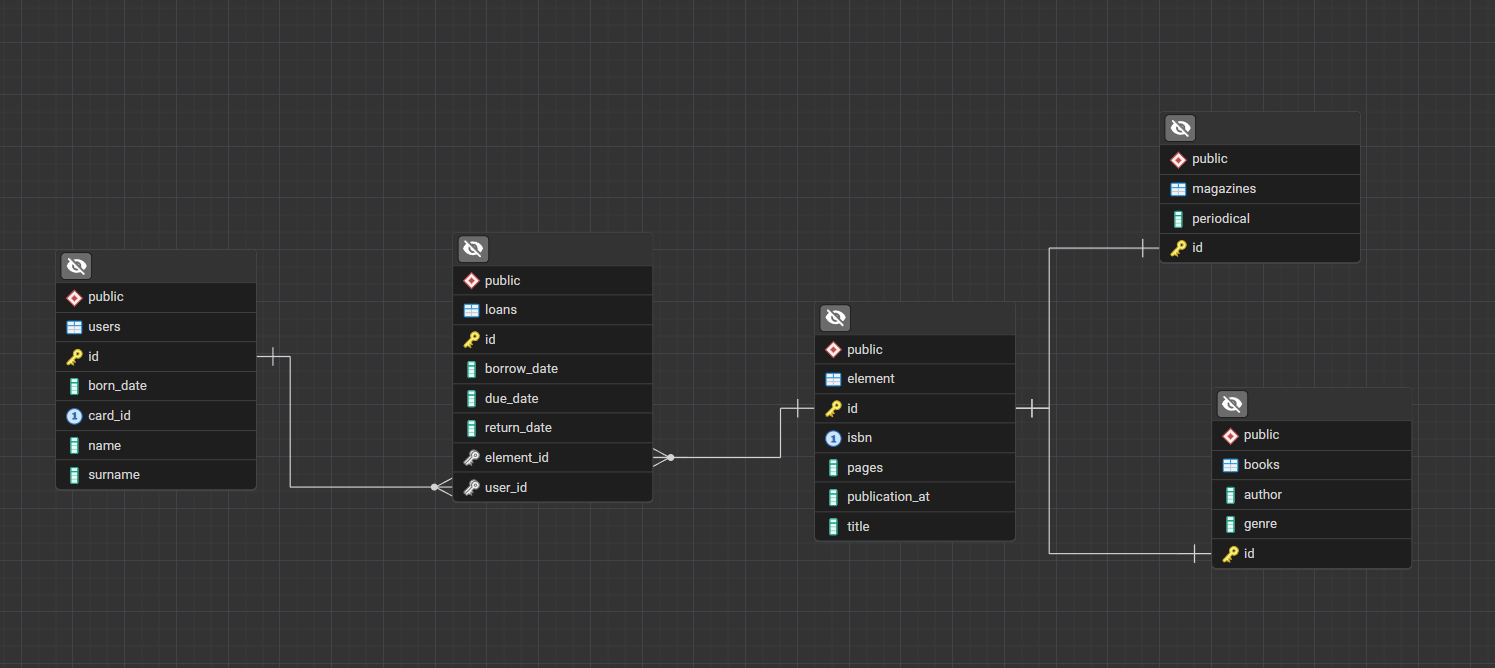 public
users
id
born_date
card_id
name
surname
public
loans
id
borrow_date
due_date
return_date
element_id
user_id
public
element
id
isbn
pages
publication_at
title
public
magazines
periodical
id
public
books
author
genre
id